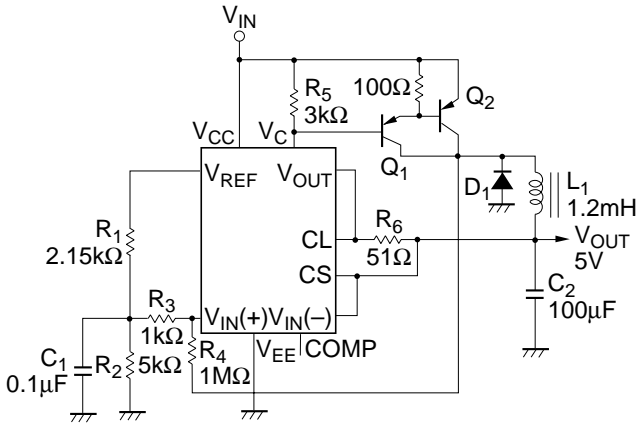 VIN
R5
3kΩ
100Ω
Q2
VCC
VC
Q1
VREF
VOUT
D1
L1
1.2mH
R1
2.15kΩ
CL
R6
51Ω
VOUT
5V
CS
R3
1kΩ
VIN(+)
VIN(−)
C2
100μF
VEE
COMP
R4
1MΩ
C1
0.1μF
R2
5kΩ